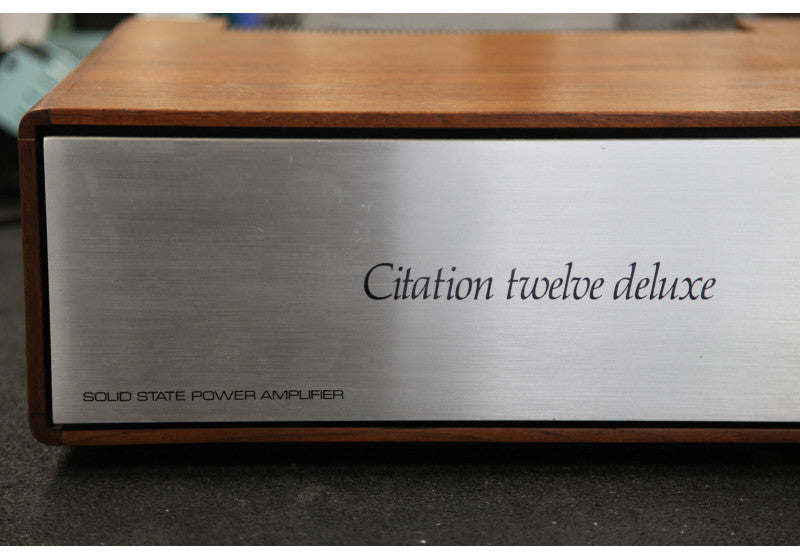 Citation twelve deluxe
SOLID STATE POWER AMPLIFIER